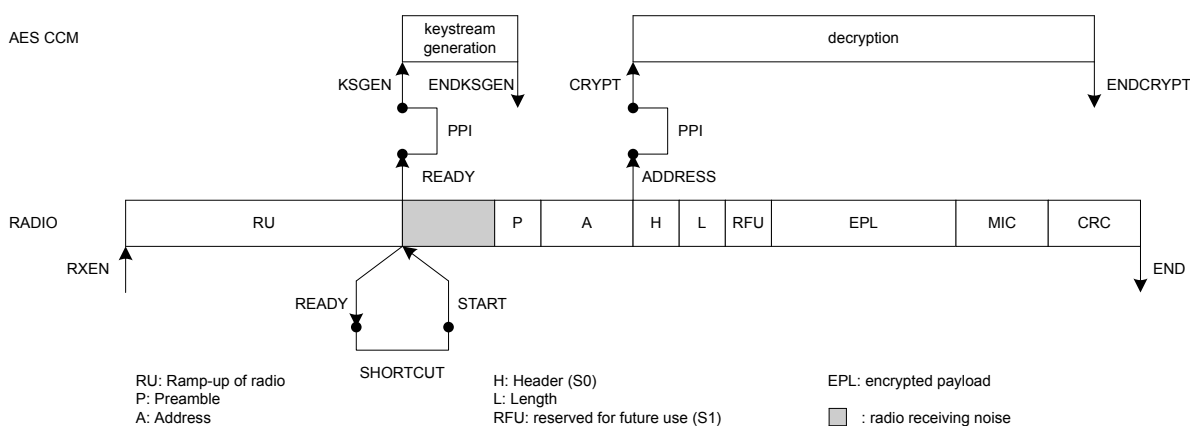 AES CCM
keystream
generation
decryption
KSGEN
ENDKSGEN
CRYPT
ENDCRYPT
PPI
PPI
READY
ADDRESS
RADIO
RU
P
A
H
L
RFU
EPL
MIC
CRC
RXEN
END
READY
START
SHORTCUT
RU: Ramp-up of radio
P: Preamble
A: Address
H: Header (S0)
L: Length
RFU: reserved for future use (S1)
EPL: encrypted payload
: radio receiving noise